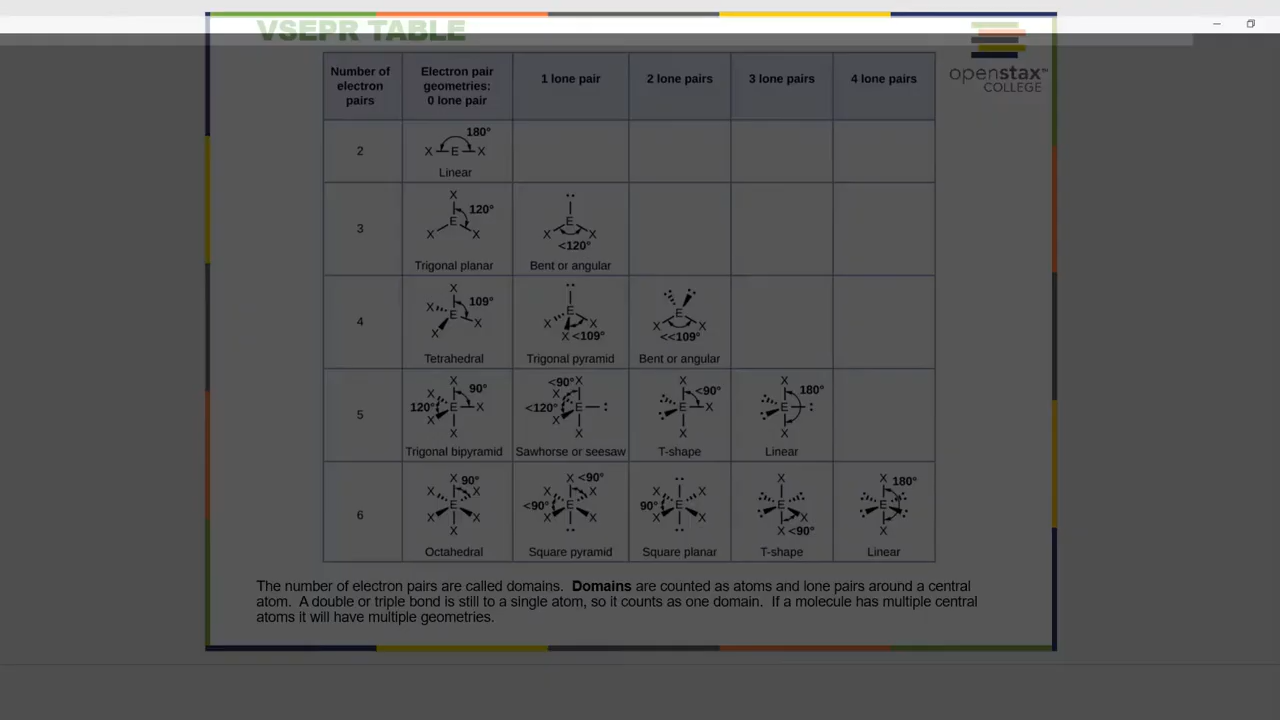 VSEPR TABLE
openstax™
COLLEGE
Number of electron pairs
Electron pair geometries: 0 lone pair
1 lone pair
2 lone pairs
3 lone pairs
4 lone pairs
2
180°
X E X
Linear
3
X
120°
E
X X
Trigonal planar
:
E
X X
<120°
Bent or angular
4
X
X 109°
E
X
X
Tetrahedral
:
E
X X
X <109°
Trigonal pyramid
: :
E
X X
<<109°
Bent or angular
5
X
X 90°
120° E X
X
X
Trigonal bipyramid
<90° X
X
<120° E :
X
X
Sawhorse or seesaw
X
: <90°
E X
:
X
T-shape
X
: 180°
E :
:
X
Linear
6
X 90°
X X
E
X X
X
Octahedral
X <90°
X X
<90° E
X X
:
Square pyramid
:
X X
90° E
X X
:
Square planar
X
: :
E
: X
X <90°
T-shape
X 180°
: :
E
: :
X
Linear
The number of electron pairs are called domains. Domains are counted as atoms and lone pairs around a central
atom. A double or triple bond is still to a single atom, so it counts as one domain. If a molecule has multiple central
atoms it will have multiple geometries.